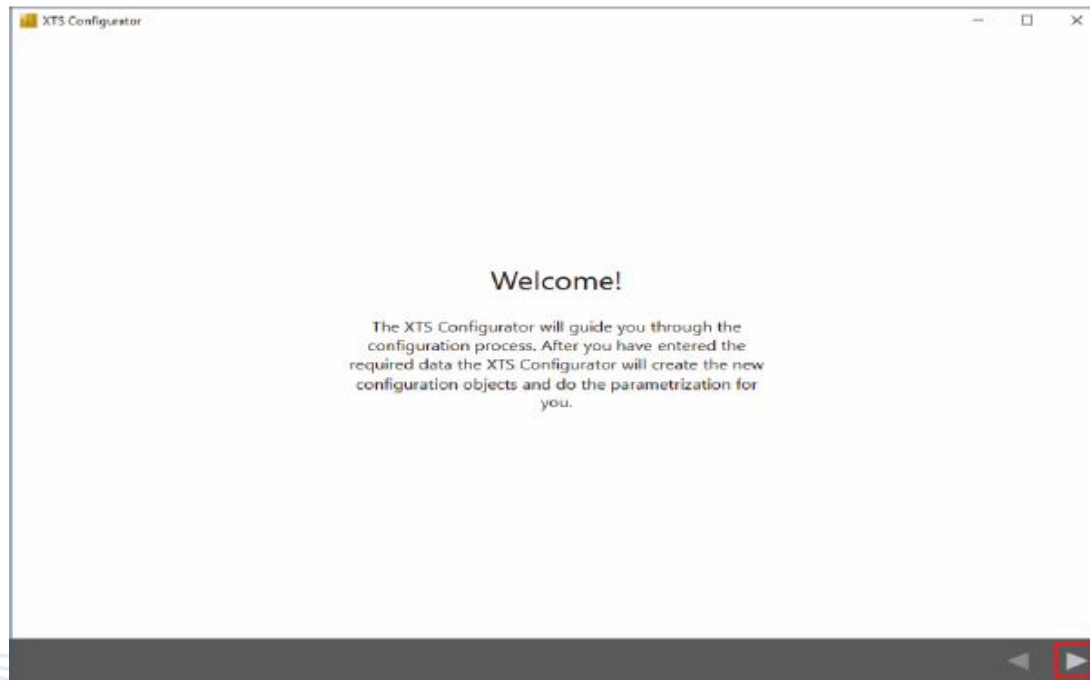 XTS Configurator
Welcome!
The XTS Configurator will guide you through the
configuration process. After you have entered the
required data the XTS Configurator will create the new
configuration objects and do the parametrization for
you.